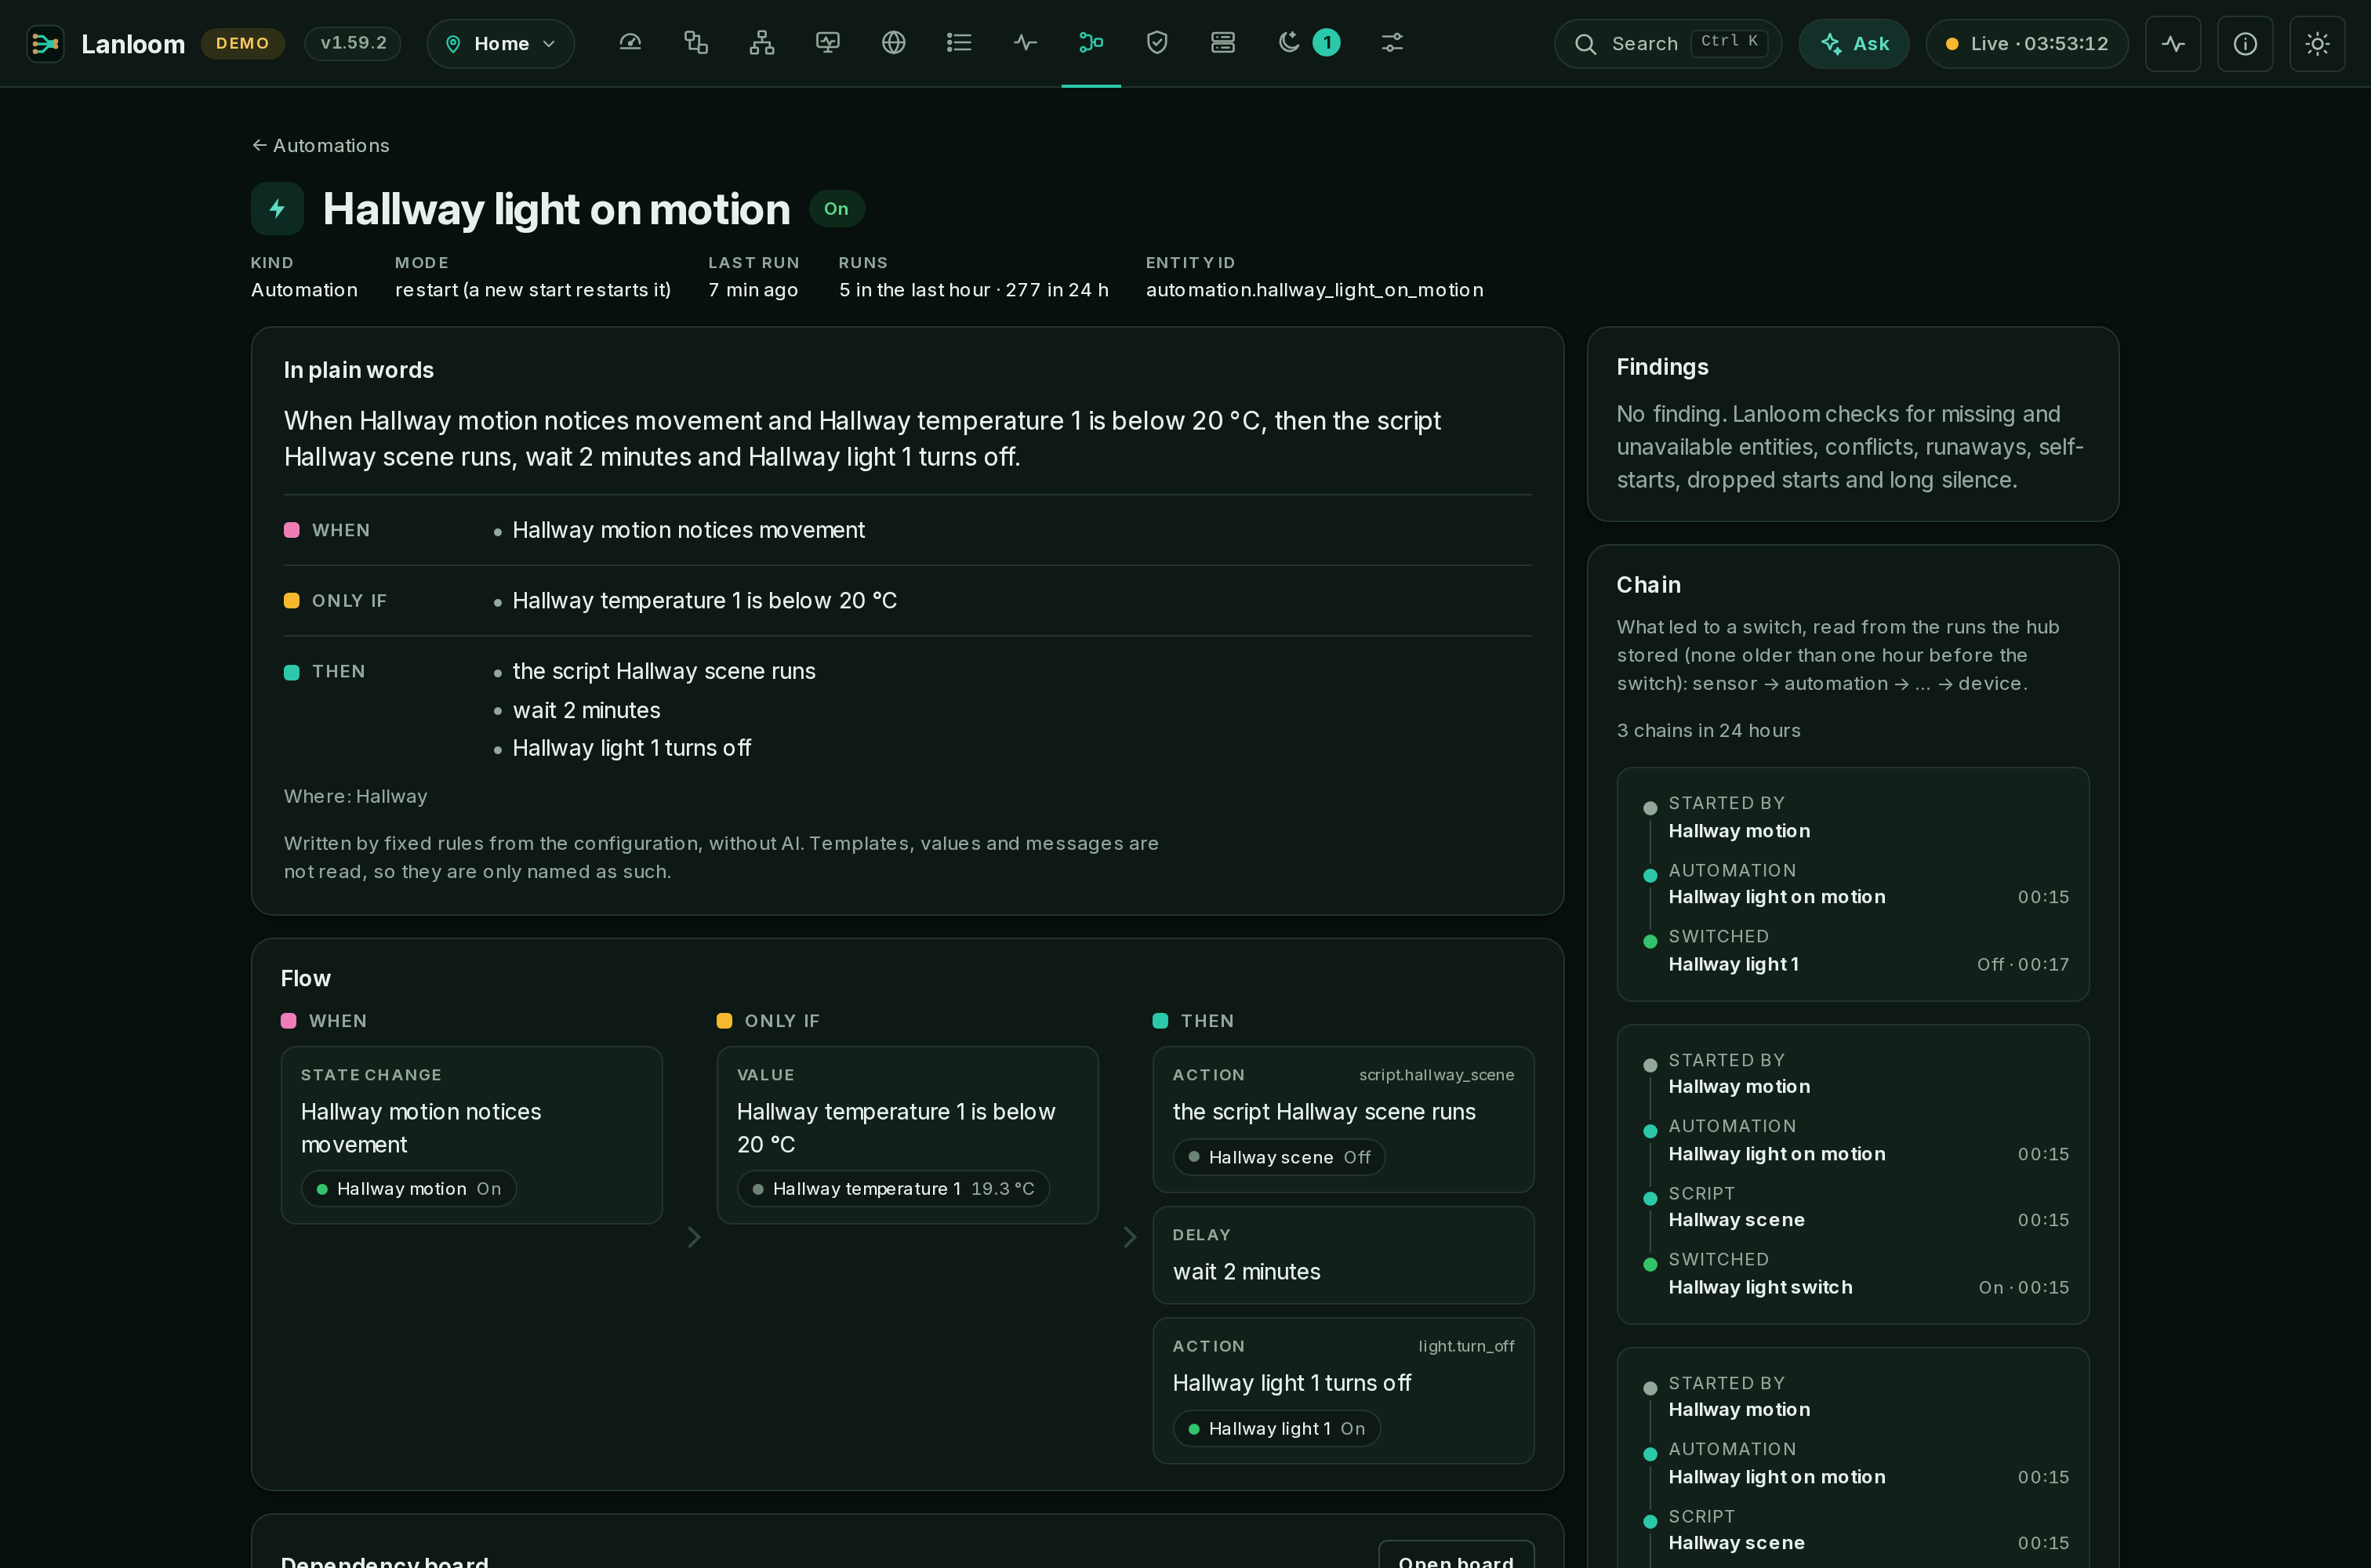 Lanloom DEMO v1.59.2 Home 1 Search Ctrl K Ask Live · 03:53:12
← Automations
Hallway light on motion On
KIND MODE LAST RUN RUNS ENTITY ID
Automation restart (a new start restarts it) 7 min ago 5 in the last hour · 277 in 24 h automation.hallway_light_on_motion
In plain words
When Hallway motion notices movement and Hallway temperature 1 is below 20 °C, then the script
Hallway scene runs, wait 2 minutes and Hallway light 1 turns off.
WHEN • Hallway motion notices movement
ONLY IF • Hallway temperature 1 is below 20 °C
THEN • the script Hallway scene runs
• wait 2 minutes
• Hallway light 1 turns off
Where: Hallway
Written by fixed rules from the configuration, without AI. Templates, values and messages are
not read, so they are only named as such.
Flow
WHEN
STATE CHANGE
Hallway motion notices
movement
Hallway motion On
ONLY IF
VALUE
Hallway temperature 1 is below
20 °C
Hallway temperature 1 19.3 °C
THEN
ACTION script.hallway_scene
the script Hallway scene runs
Hallway scene Off
DELAY
wait 2 minutes
ACTION light.turn_off
Hallway light 1 turns off
Hallway light 1 On
Dependency board Open board
Findings
No finding. Lanloom checks for missing and
unavailable entities, conflicts, runaways, self-
starts, dropped starts and long silence.
Chain
What led to a switch, read from the runs the hub
stored (none older than one hour before the
switch): sensor → automation → … → device.
3 chains in 24 hours
STARTED BY
Hallway motion
AUTOMATION
Hallway light on motion 00:15
SWITCHED
Hallway light 1 Off · 00:17
STARTED BY
Hallway motion
AUTOMATION
Hallway light on motion 00:15
SCRIPT
Hallway scene 00:15
SWITCHED
Hallway light switch On · 00:15
STARTED BY
Hallway motion
AUTOMATION
Hallway light on motion 00:15
SCRIPT
Hallway scene 00:15